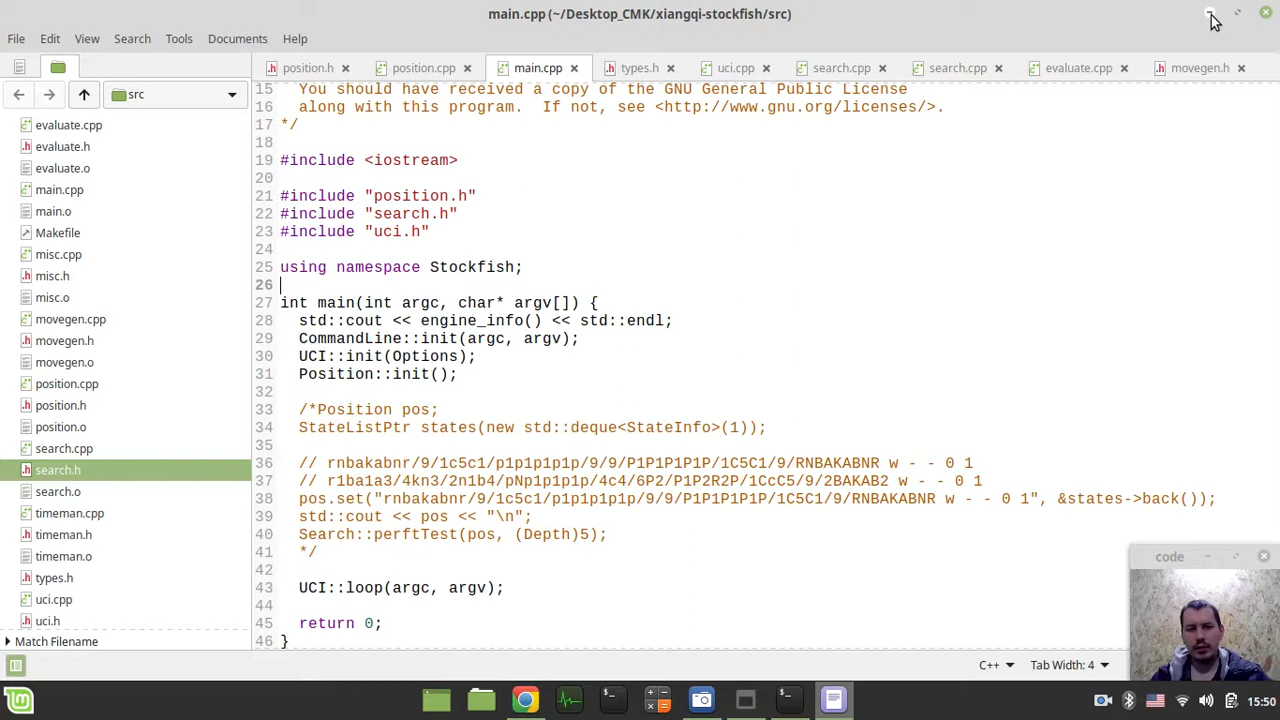 main.cpp (~/Desktop_CMK/xiangqi-stockfish/src)
File Edit View Search Tools Documents Help
position.h position.cpp main.cpp types.h uci.cpp search.cpp search.cpp evaluate.cpp movegen.h
src
evaluate.cpp
evaluate.h
evaluate.o
main.cpp
main.o
Makefile
misc.cpp
misc.h
misc.o
movegen.cpp
movegen.h
movegen.o
position.cpp
position.h
position.o
search.cpp
search.h
search.o
timeman.cpp
timeman.h
timeman.o
types.h
uci.cpp
uci.h
Match Filename
15 You should have received a copy of the GNU General Public License
16 along with this program. If not, see <http://www.gnu.org/licenses/>.
17 */
18
19 #include <iostream>
20
21 #include "position.h"
22 #include "search.h"
23 #include "uci.h"
24
25 using namespace Stockfish;
26
27 int main(int argc, char* argv[]) {
28 std::cout << engine_info() << std::endl;
29 CommandLine::init(argc, argv);
30 UCI::init(Options);
31 Position::init();
32
33 /*Position pos;
34 StateListPtr states(new std::deque<StateInfo>(1));
35
36 // rnbakabnr/9/1c5c1/p1p1p1p1p/9/9/P1P1P1P1P/1C5C1/9/RNBAKABNR w - - 0 1
37 // r1ba1a3/4kn3/2n1b4/pNp1p1p1p/4c4/6P2/P1P2R2P/1CcC5/9/2BAKAB2 w - - 0 1
38 pos.set("rnbakabnr/9/1c5c1/p1p1p1p1p/9/9/P1P1P1P1P/1C5C1/9/RNBAKABNR w - - 0 1", &states->back());
39 std::cout << pos << "\n";
40 Search::perftTest(pos, (Depth)5);
41 */
42
43 UCI::loop(argc, argv);
44
45 return 0;
46 }
code
C++ Tab Width: 4
15:50